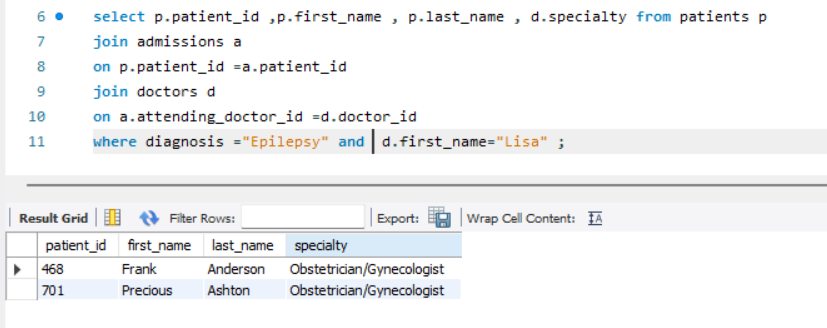 6 select p.patient_id ,p.first_name , p.last_name , d.specialty from patients p
7 join admissions a
8 on p.patient_id =a.patient_id
9 join doctors d
10 on a.attending_doctor_id =d.doctor_id
11 where diagnosis ="Epilepsy" and d.first_name="Lisa" ;
Result Grid Filter Rows: Export: Wrap Cell Content: IA
patient_id first_name last_name specialty
468 Frank Anderson Obstetrician/Gynecologist
701 Precious Ashton Obstetrician/Gynecologist